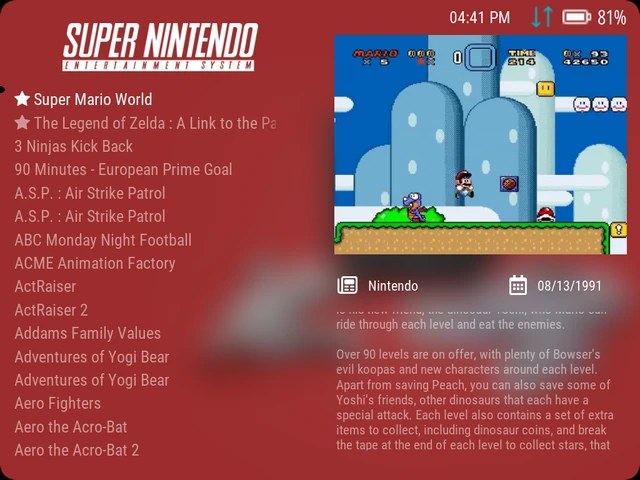 04:41 PM 81%
SUPER NINTENDO
ENTERTAINMENT SYSTEM
Super Mario World
The Legend of Zelda : A Link to the Pa
3 Ninjas Kick Back
90 Minutes - European Prime Goal
A.S.P. : Air Strike Patrol
A.S.P. : Air Strike Patrol
ABC Monday Night Football
ACME Animation Factory
ActRaiser
ActRaiser 2
Addams Family Values
Adventures of Yogi Bear
Adventures of Yogi Bear
Aero Fighters
Aero the Acro-Bat
Aero the Acro-Bat 2
MARIO 0 TIME 93
x 5 214 42650
?
Nintendo 08/13/1991
ride through each level and eat the enemies.
Over 90 levels are on offer, with plenty of Bowser's
evil koopas and new characters around each level.
Apart from saving Peach, you can also save some of
Yoshi's friends, other dinosaurs that each have a
special attack. Each level also contains a set of extra
items to collect, including dinosaur coins, and break
the tape at the end of each level to collect stars, that